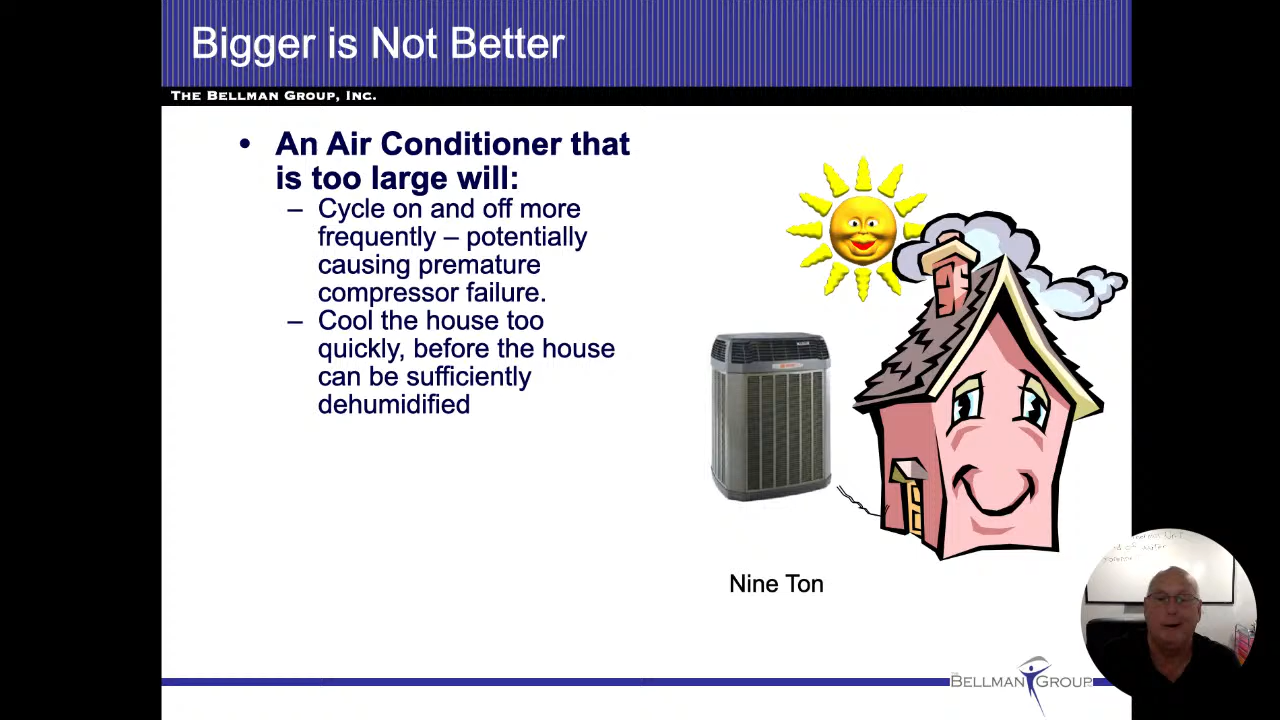 Bigger is Not Better
THE BELLMAN GROUP, INC.
• An Air Conditioner that
is too large will:
– Cycle on and off more
frequently – potentially
causing premature
compressor failure.
– Cool the house too
quickly, before the house
can be sufficiently
dehumidified
Nine Ton
BELLMAN GROUP